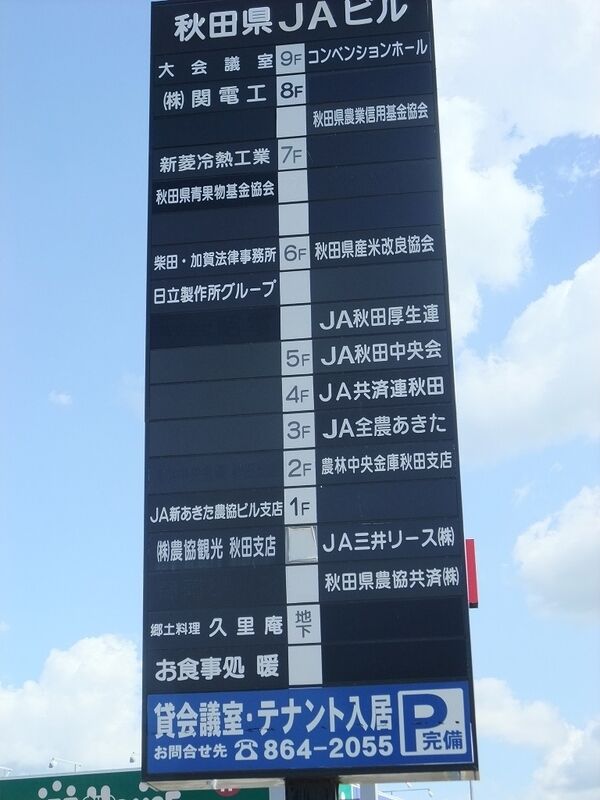 秋田県JAビル
大会議室 9F コンベンションホール
㈱関電工 8F
秋田県農業信用基金協会
新菱冷熱工業 7F
秋田県青果物基金協会
柴田・加賀法律事務所 6F 秋田県産米改良協会
日立製作所グループ
JA秋田厚生連
5F JA秋田中央会
4F JA共済連秋田
3F JA全農あきた
2F 農林中央金庫秋田支店
JA新あきた農協ビル支店 1F
㈱農協観光 秋田支店 JA三井リース㈱
秋田県農協共済㈱
郷土料理 久里庵 地下
お食事処 暖
貸会議室・テナント入居 P
お問合せ先 ☎864-2055 完備